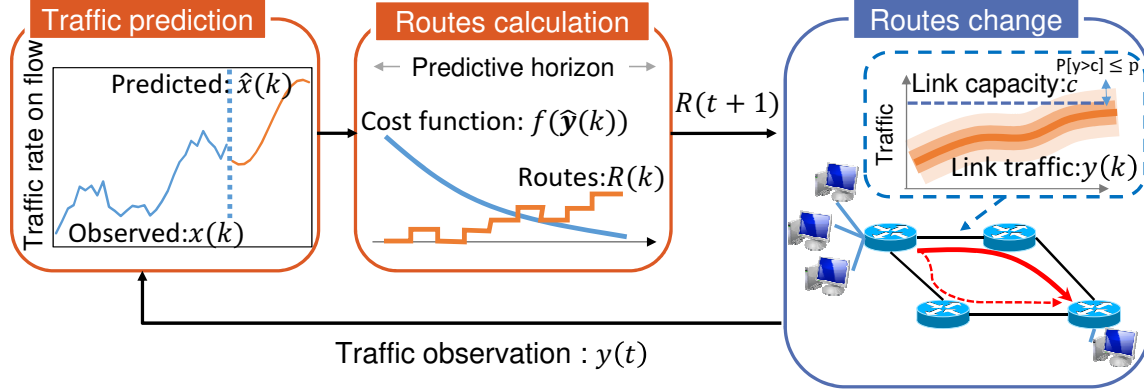 Traffic prediction
Traffic rate on flow
Predicted: x̂(k)
Observed:x(k)
Routes calculation
Predictive horizon
Cost function: f(ŷ(k))
Routes:R(k)
R(t + 1)
Routes change
P[y>c] ≤ p
Link capacity:c
Traffic
Link traffic:y(k)
Traffic observation : y(t)